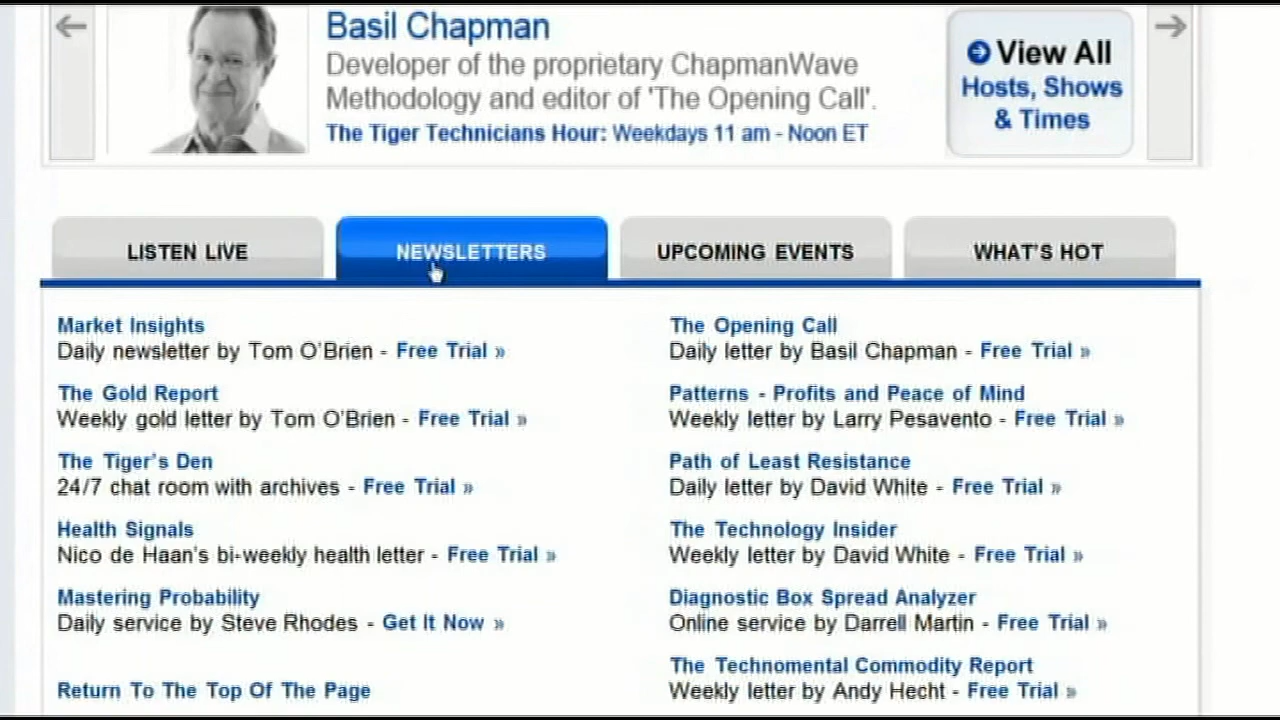 Basil Chapman
Developer of the proprietary ChapmanWave
Methodology and editor of 'The Opening Call'.
The Tiger Technicians Hour: Weekdays 11 am - Noon ET
View All
Hosts, Shows
& Times
LISTEN LIVE
NEWSLETTERS
UPCOMING EVENTS
WHAT'S HOT
Market Insights
Daily newsletter by Tom O'Brien - Free Trial »
The Gold Report
Weekly gold letter by Tom O'Brien - Free Trial »
The Tiger's Den
24/7 chat room with archives - Free Trial »
Health Signals
Nico de Haan's bi-weekly health letter - Free Trial »
Mastering Probability
Daily service by Steve Rhodes - Get It Now »
Return To The Top Of The Page
The Opening Call
Daily letter by Basil Chapman - Free Trial »
Patterns - Profits and Peace of Mind
Weekly letter by Larry Pesavento - Free Trial »
Path of Least Resistance
Daily letter by David White - Free Trial »
The Technology Insider
Weekly letter by David White - Free Trial »
Diagnostic Box Spread Analyzer
Online service by Darrell Martin - Free Trial »
The Technomental Commodity Report
Weekly letter by Andy Hecht - Free Trial »